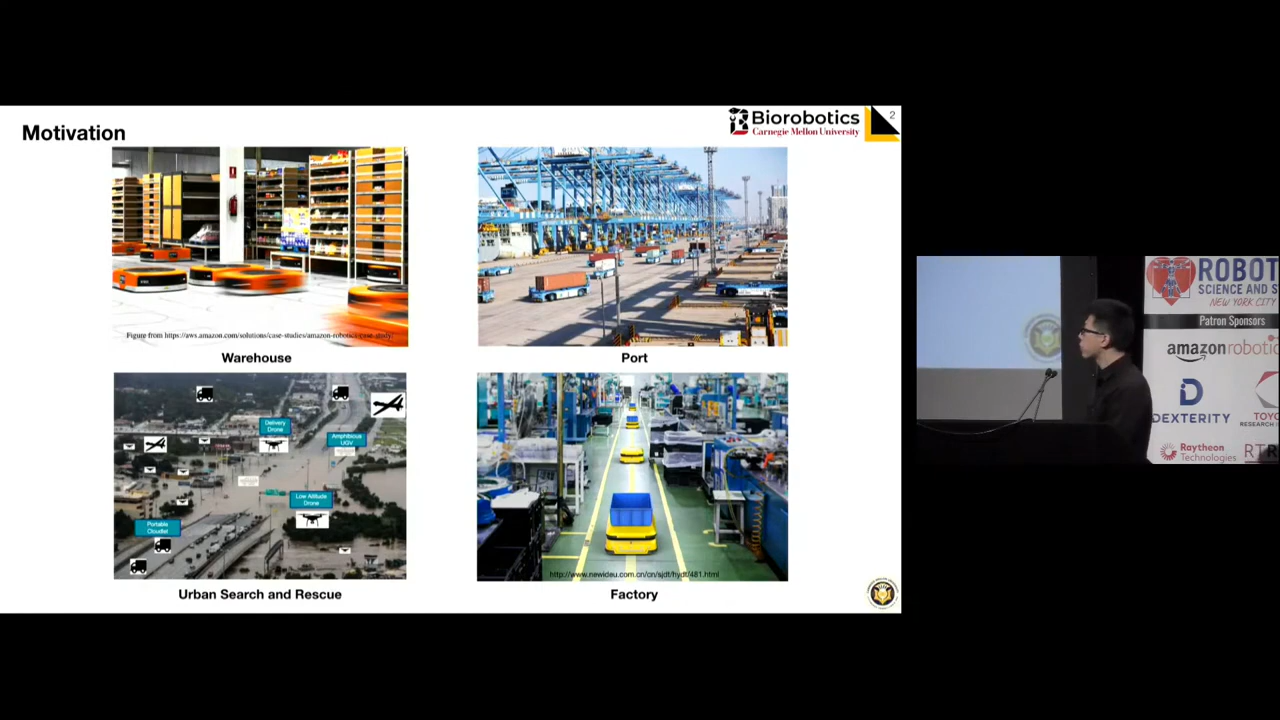 Motivation
Biorobotics
Carnegie Mellon University
2
Figure from https://aws.amazon.com/solutions/case-studies/amazon-robotics-case-study/
Warehouse
Port
Delivery
Drone
Amphibious
UGV
Low Altitude
Drone
Portable
Cloudlet
http://www.newideu.com.cn/cn/sjdt/hydt/481.html
Urban Search and Rescue
Factory
ROBOT
SCIENCE AND S
NEW YORK CITY
Patron Sponsors
amazon robotic
DEXTERITY
TOYO
RESEARCH I
Raytheon
Technologies
RTR